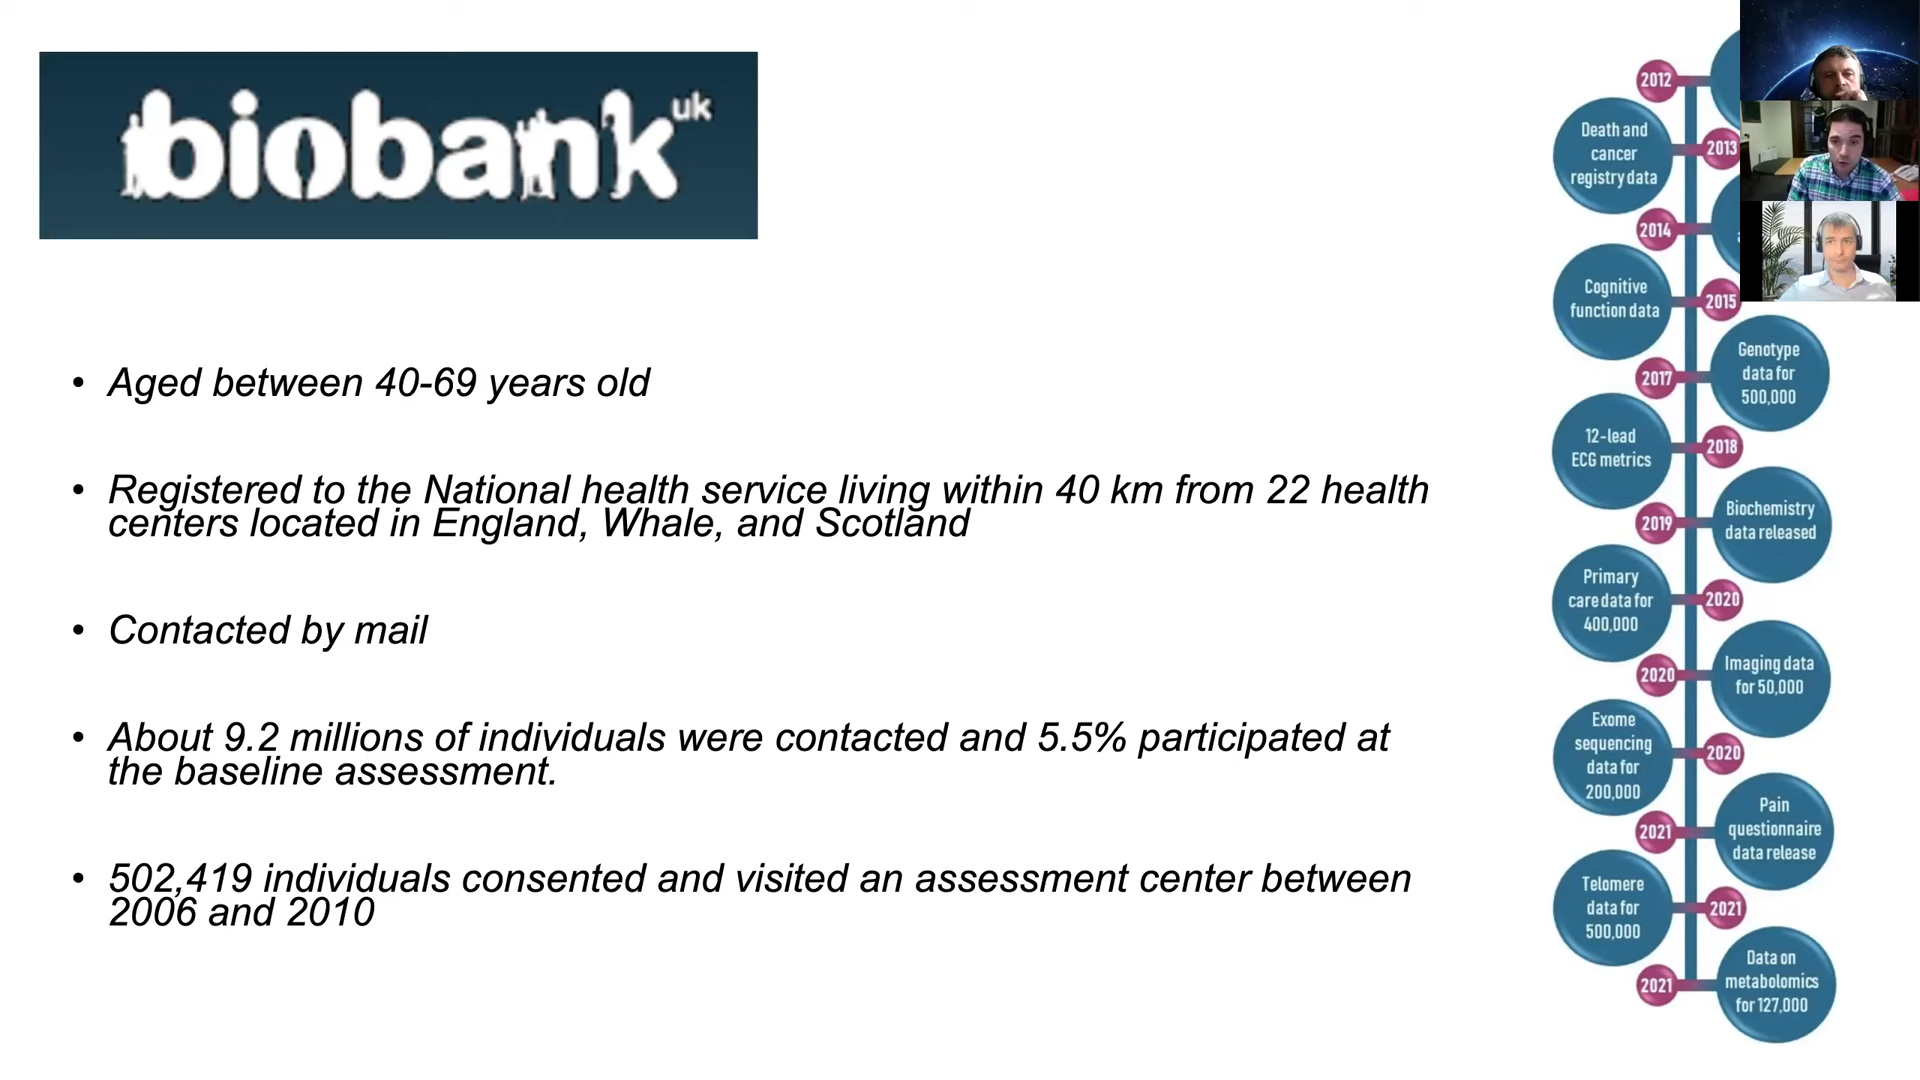 biobank uk
• Aged between 40-69 years old
• Registered to the National health service living within 40 km from 22 health
centers located in England, Whale, and Scotland
• Contacted by mail
• About 9.2 millions of individuals were contacted and 5.5% participated at
the baseline assessment.
• 502,419 individuals consented and visited an assessment center between
2006 and 2010
2012
Death and
cancer
registry data
2013
2014
Cognitive
function data
2015
Genotype
data for
500,000
2017
12-lead
ECG metrics
2018
Biochemistry
data released
2019
Primary
care data for
400,000
2020
Imaging data
for 50,000
2020
Exome
sequencing
data for
200,000
2020
Pain
questionnaire
data release
2021
Telomere
data for
500,000
2021
Data on
metabolomics
for 127,000
2021